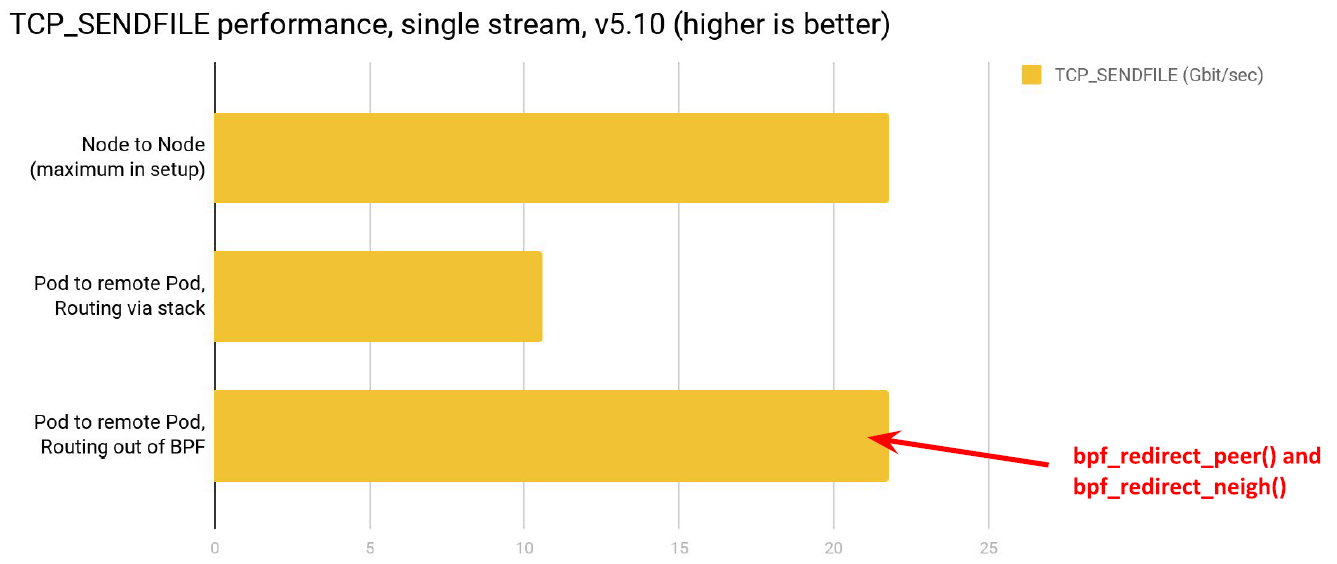 TCP_SENDFILE performance, single stream, v5.10 (higher is better)
TCP_SENDFILE (Gbit/sec)
Node to Node
(maximum in setup)
Pod to remote Pod,
Routing via stack
Pod to remote Pod,
Routing out of BPF
bpf_redirect_peer() and
bpf_redirect_neigh()
0 5 10 15 20 25